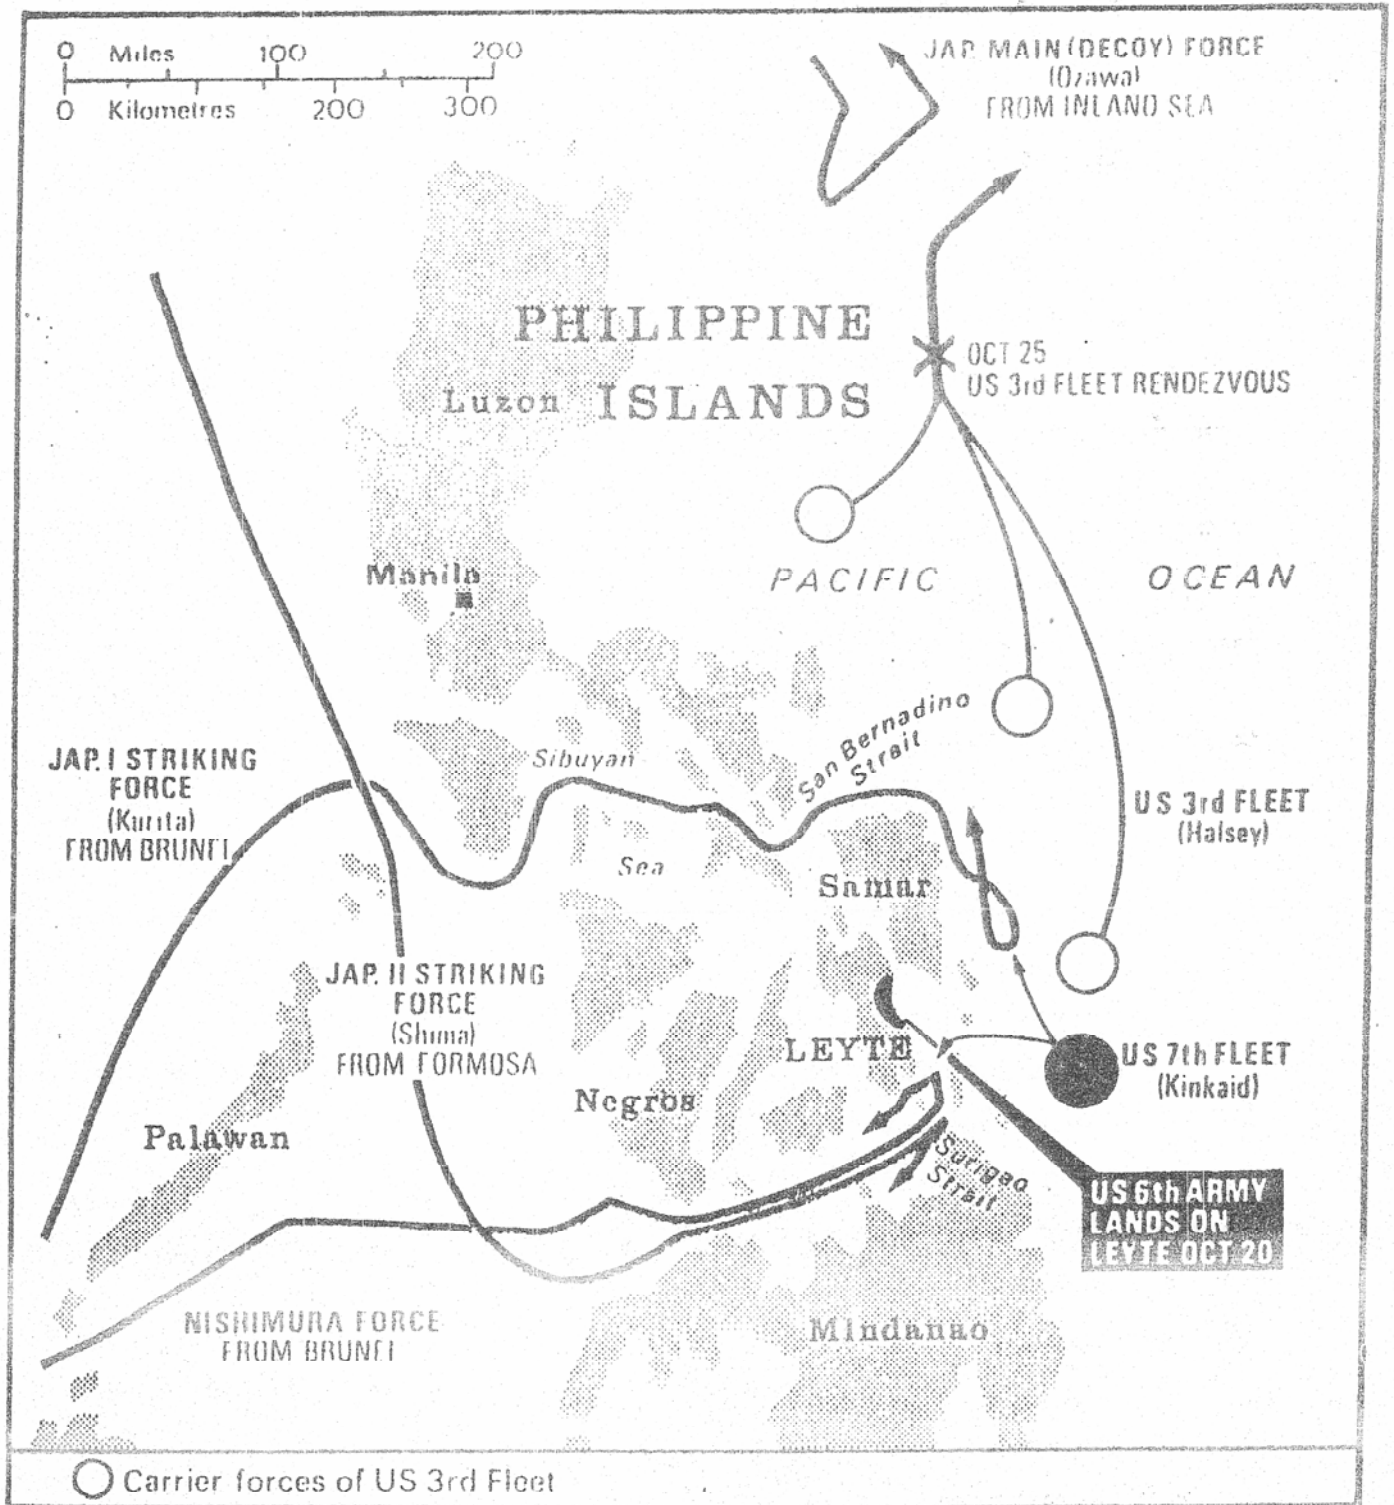 0 Miles 100 200
0 Kilometres 200 300
JAP. MAIN (DECOY) FORCE
(Ozawa)
FROM INLAND SEA
PHILIPPINE
ISLANDS
Luzon
OCT 25
US 3rd FLEET RENDEZVOUS
Manila
PACIFIC OCEAN
San Bernadino
Strait
Sibuyan
Sea
JAP. I STRIKING
FORCE
(Kurita)
FROM BRUNEI
US 3rd FLEET
(Halsey)
Samar
JAP. II STRIKING
FORCE
(Shima)
FROM FORMOSA
LEYTE
US 7th FLEET
(Kinkaid)
Negros
Palawan
Surigao
Strait
US 6th ARMY
LANDS ON
LEYTE OCT 20
NISHIMURA FORCE
FROM BRUNEI
Mindanao
Carrier forces of US 3rd Fleet